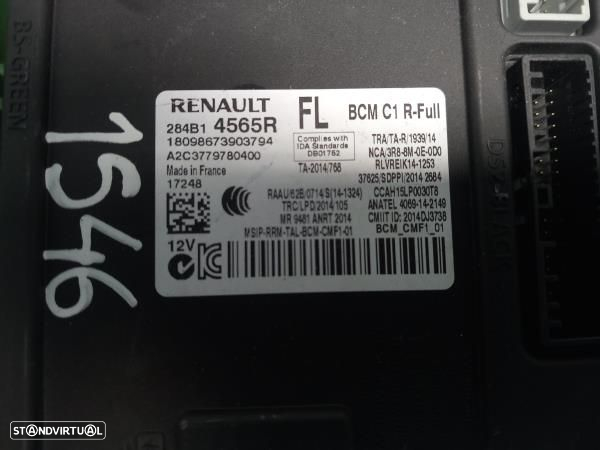 B5-GREEN
1546
RENAULT
284B1 4565R
18098673903794
A2C3779780400
Made in France
17248
12V
FL
Complies with
IDA Standards
DB01752
TA-2014/768
BCM C1 R-Full
TRA/TA-R/1939/14
NCA/3R8-8M-0E-0D0
RLVREIK14-1253
37625/SDPPI/2014 2684
RAAU/62B/0714 S(14-1324)
TRC/LPD/2014/105
MR 9481 ANRT 2014
MSIP-RRM-TAL-BCM-CMF1-01
CCAH15LP0030T8
ANATEL 4069-14-2149
CMIIT ID: 2014DJ3738
BCM_CMF1_01
STANDVIRTUAL